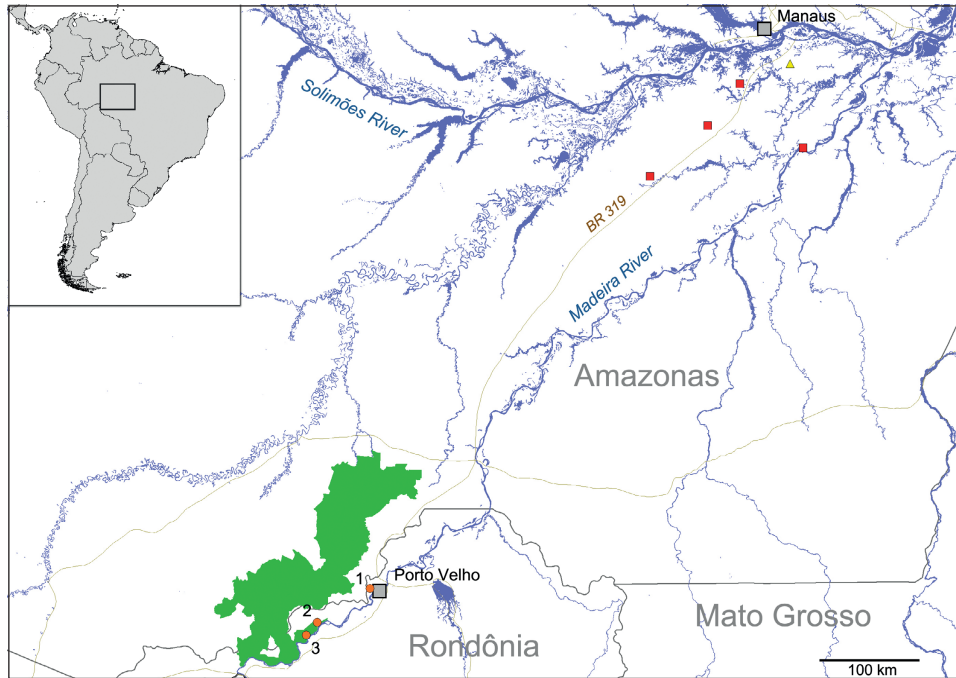 Manaus
Solimões River
BR 319
Madeira River
Amazonas
1
Porto Velho
2
Mato Grosso
3
Rondônia
100 km